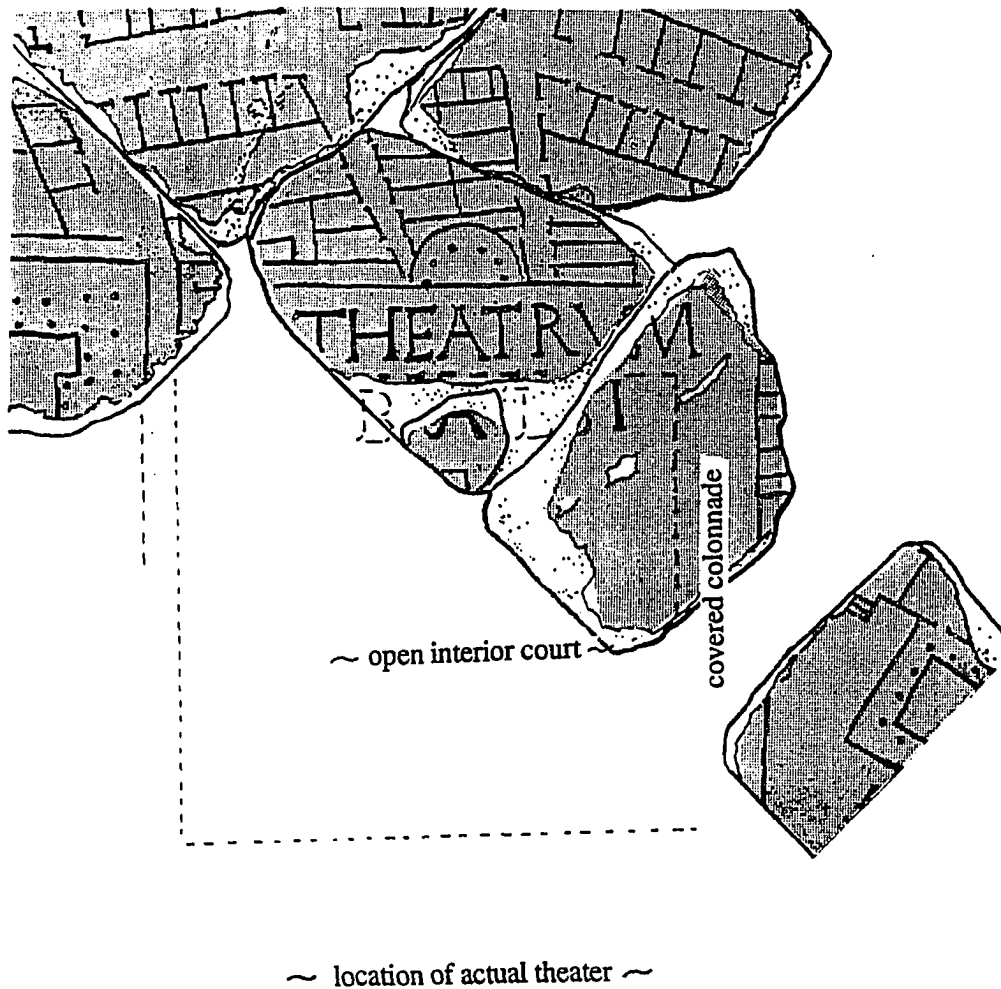 THEATRVM
I
covered colonnade
~ open interior court ~
~ location of actual theater ~